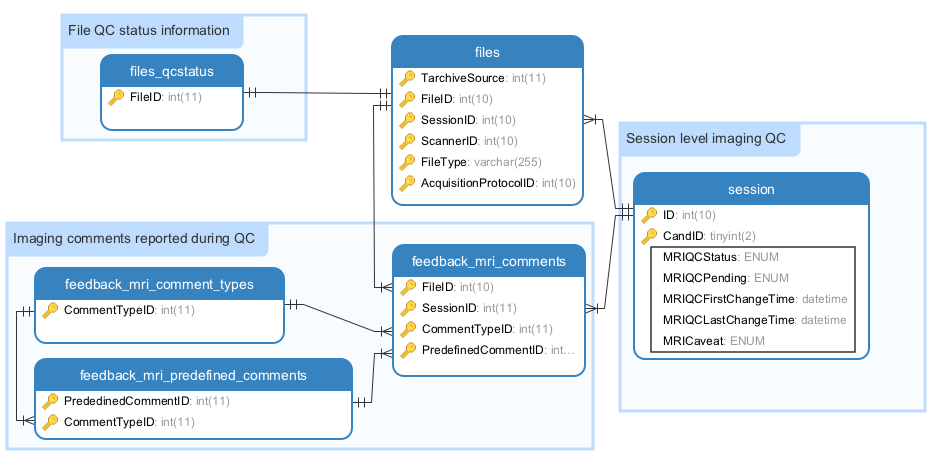 File QC status information
files_qcstatus
FileID: int(11)
files
TarchiveSource: int(11)
FileID: int(10)
SessionID: int(10)
ScannerID: int(10)
FileType: varchar(255)
AcquisitionProtocolID: int(10)
Session level imaging QC
session
ID: int(10)
CandID: tinyint(2)
MRIQCStatus: ENUM
MRIQCPending: ENUM
MRIQCFirstChangeTime: datetime
MRIQCLastChangeTime: datetime
MRICaveat: ENUM
Imaging comments reported during QC
feedback_mri_comment_types
CommentTypeID: int(11)
feedback_mri_predefined_comments
PrededinedCommentID: int(11)
CommentTypeID: int(11)
feedback_mri_comments
FileID: int(10)
SessionID: int(11)
CommentTypeID: int(11)
PredefinedCommentID: int...